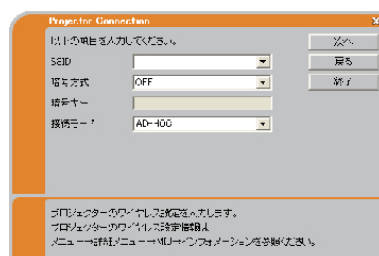 Projector Connection
以下の項目を入力してください。
次へ
SSID
戻る
暗号方式 OFF
終了
暗号キー
接続モード AD-HOC
プロジェクターのワイヤレス設定を入力します。
プロジェクターのワイヤレス設定情報は
メニュー→詳細メニュー→MIU→インフォメーションを参照ください。